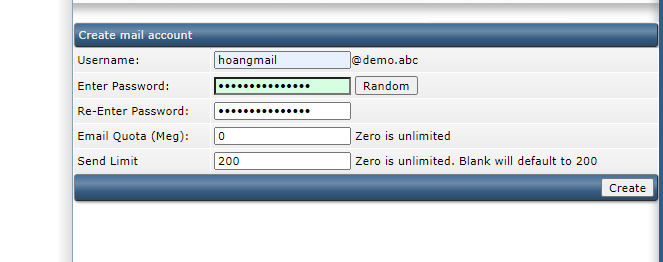 Create mail account
Username: hoangmail@demo.abc
Enter Password: ••••••••••••••• Random
Re-Enter Password: •••••••••••••••
Email Quota (Meg): 0 Zero is unlimited
Send Limit 200 Zero is unlimited. Blank will default to 200
Create